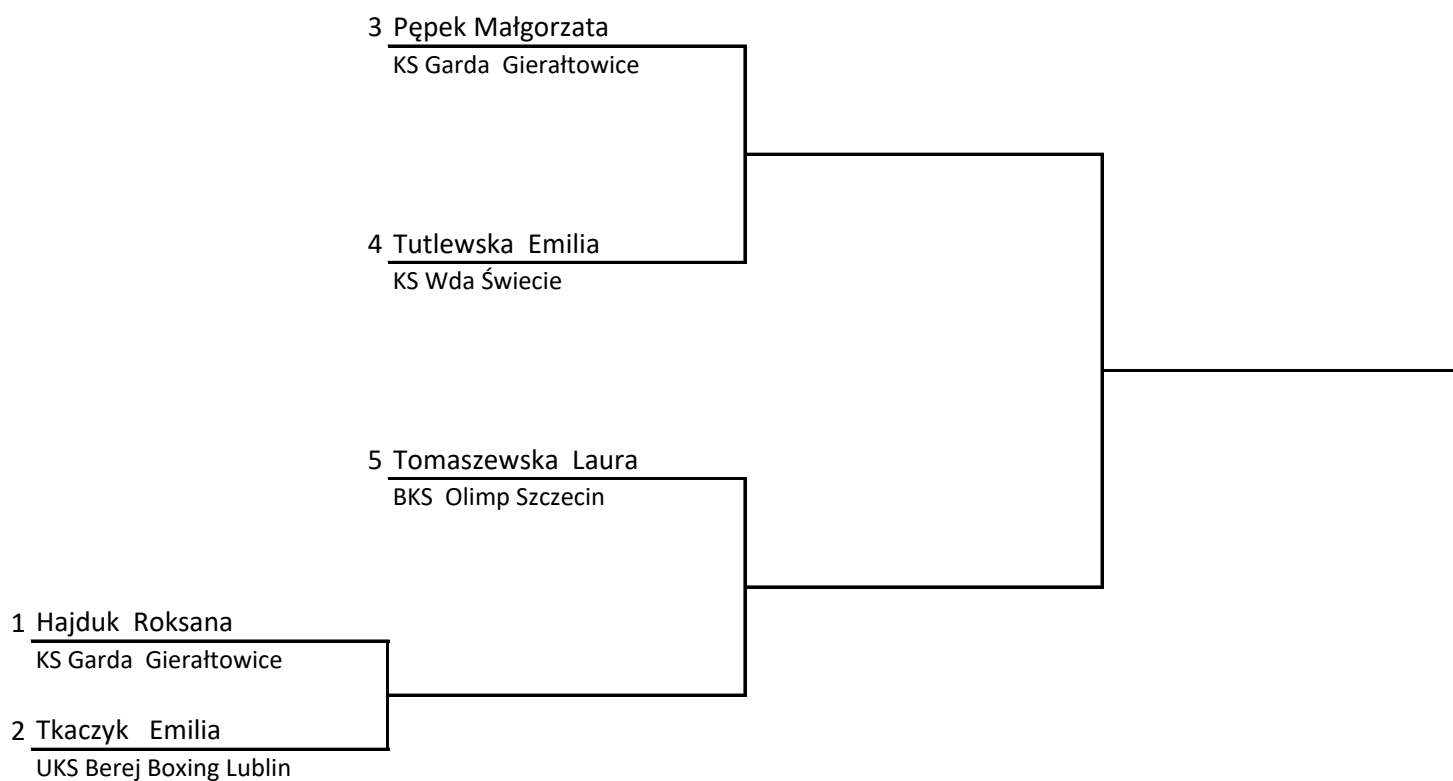 3 Pępek Małgorzata
KS Garda Gierałtowice
4 Tutlewska Emilia
KS Wda Świecie
5 Tomaszewska Laura
BKS Olimp Szczecin
1 Hajduk Roksana
KS Garda Gierałtowice
2 Tkaczyk Emilia
UKS Berej Boxing Lublin